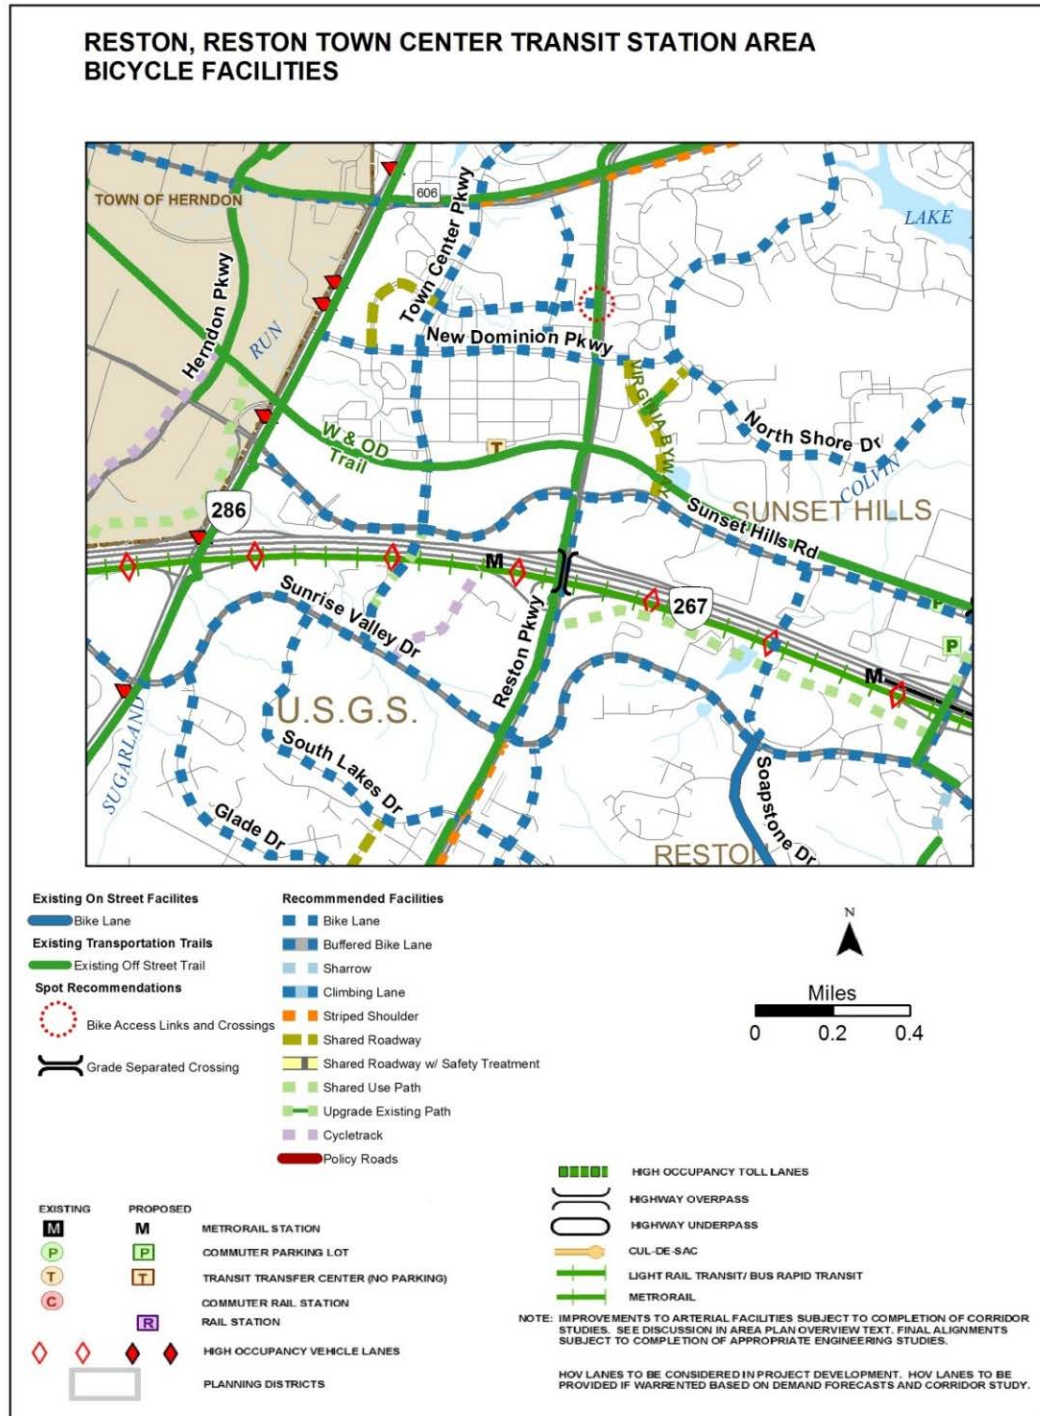 RESTON, RESTON TOWN CENTER TRANSIT STATION AREA
BICYCLE FACILITIES
TOWN OF HERNDON
606
LAKE
Herndon Pkwy
RUN
Town Center Pkwy
New Dominion Pkwy
VIRGINIA BYWAY
W & OD
Trail
T
North Shore Dr
COLVIN
SUNSET HILLS
286
Sunset Hills Rd
M
Sunrise Valley Dr
Reston Pkwy
267
P
P
M
U.S.G.S.
SUGARLAND
South Lakes Dr
Glade Dr
Soapstone Dr
RESTON
Existing On Street Facilites
Bike Lane
Existing Transportation Trails
Existing Off Street Trail
Spot Recommendations
Bike Access Links and Crossings
Grade Separated Crossing
Recommmended Facilities
Bike Lane
Buffered Bike Lane
Sharrow
Climbing Lane
Striped Shoulder
Shared Roadway
Shared Roadway w/ Safety Treatment
Shared Use Path
Upgrade Existing Path
Cycletrack
Policy Roads
N
Miles
0 0.2 0.4
EXISTING PROPOSED
M M METRORAIL STATION
P P COMMUTER PARKING LOT
T T TRANSIT TRANSFER CENTER (NO PARKING)
C COMMUTER RAIL STATION
R RAIL STATION
HIGH OCCUPANCY VEHICLE LANES
PLANNING DISTRICTS
HIGH OCCUPANCY TOLL LANES
HIGHWAY OVERPASS
HIGHWAY UNDERPASS
CUL-DE-SAC
LIGHT RAIL TRANSIT/ BUS RAPID TRANSIT
METRORAIL
NOTE: IMPROVEMENTS TO ARTERIAL FACILITIES SUBJECT TO COMPLETION OF CORRIDOR
STUDIES. SEE DISCUSSION IN AREA PLAN OVERVIEW TEXT. FINAL ALIGNMENTS
SUBJECT TO COMPLETION OF APPROPRIATE ENGINEERING STUDIES.
HOV LANES TO BE CONSIDERED IN PROJECT DEVELOPMENT. HOV LANES TO BE
PROVIDED IF WARRENTED BASED ON DEMAND FORECASTS AND CORRIDOR STUDY.